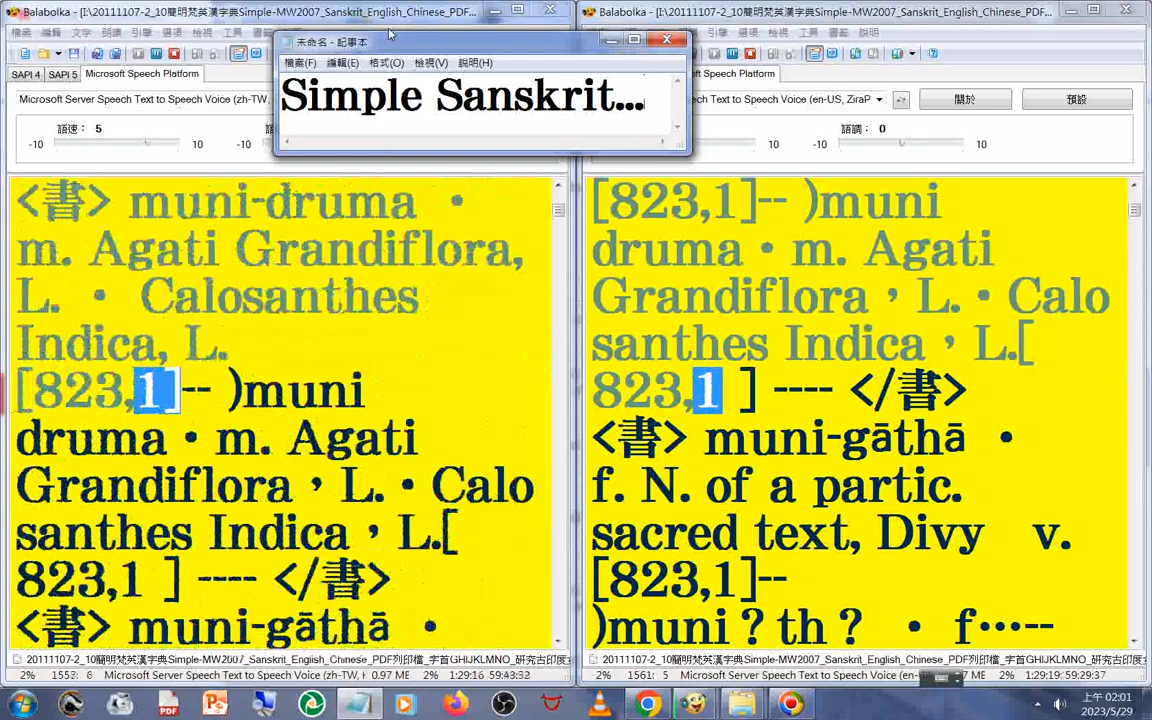 Balabolka - [I:\20111107-2_10簡明梵英漢字典Simple-MW2007_Sanskrit_English_Chinese_PDF...
Balabolka - [I:\20111107-2_10簡明梵英漢字典Simple-MW2007_Sanskrit_English_Chinese_PDF...
未命名 - 記事本
檔案(F) 編輯(E) 格式(O) 檢視(V) 說明(H)
Simple Sanskrit...
SAPI 4 SAPI 5 Microsoft Speech Platform
Speech Platform
Microsoft Server Speech Text to Speech Voice (zh-TW,
Speech Text to Speech Voice (en-US, ZiraP
關於
預設
語速： 5
-10 10
語調： 0
10 -10 10
<書> muni-druma •
m. Agati Grandiflora,
L. • Calosanthes
Indica, L.
[823,1]-- )muni
druma • m. Agati
Grandiflora，L.•Calo
santhes Indica，L.[
823,1 ] ---- </書>
<書> muni-gāthā •
[823,1]-- )muni
druma • m. Agati
Grandiflora，L.•Calo
santhes Indica，L.[
823,1 ] ---- </書>
<書> muni-gāthā •
f. N. of a partic.
sacred text, Divy v.
[823,1]--
)muni？th？ • f…--
20111107-2_10簡明梵英漢字典Simple-MW2007_Sanskrit_English_Chinese_PDF列印檔_字首GHIJKLMNO_研究古印度
20111107-2_10簡明梵英漢字典Simple-MW2007_Sanskrit_English_Chinese_PDF列印檔_字首GHIJKLMNO_研究古印度
2% 1552: 6 Microsoft Server Speech Text to Speech Voice (zh-TW, 0.97 MB 1:29:16–59:43:32
2% 1561: 5 Microsoft Server Speech Text to Speech Voice (en-US, 2% 1:29:19–59:29:37
上午 02:01
2023/5/29